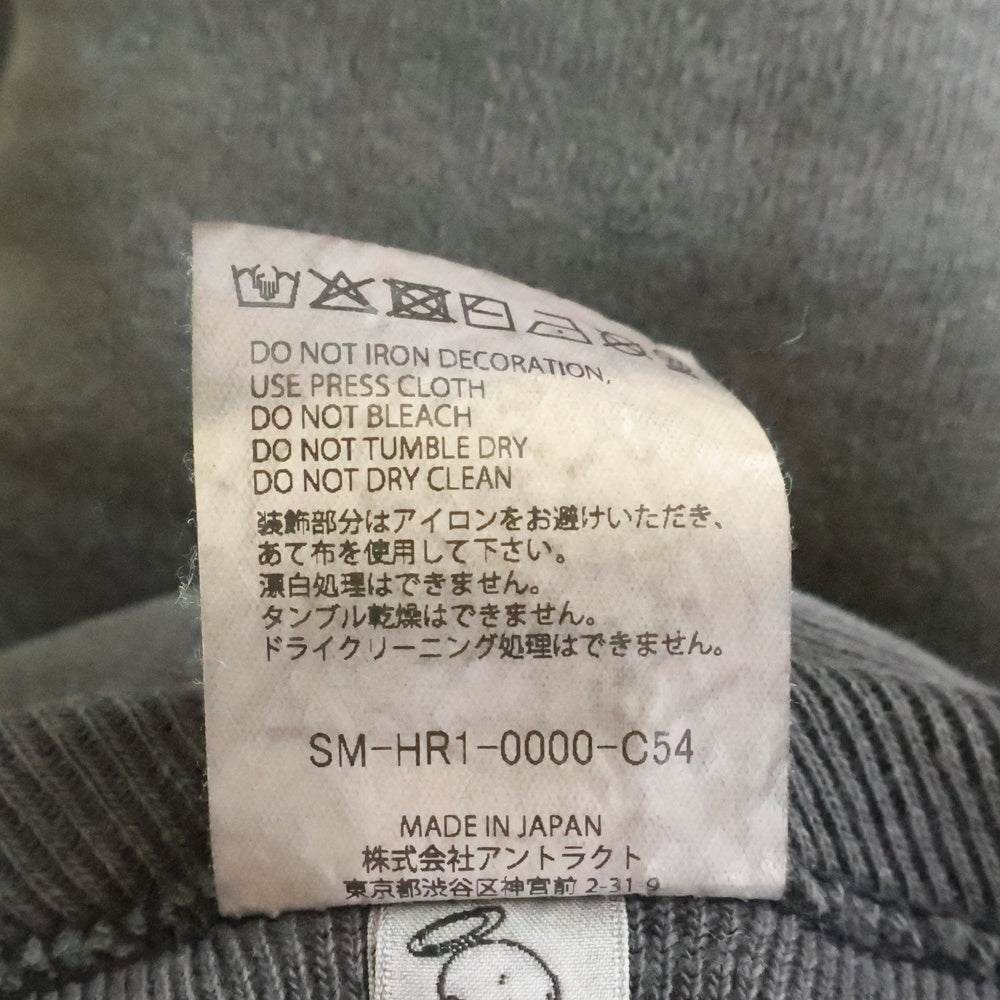 DO NOT IRON DECORATION,
USE PRESS CLOTH
DO NOT BLEACH
DO NOT TUMBLE DRY
DO NOT DRY CLEAN
装飾部分はアイロンをお避けいただき、
あて布を使用して下さい。
漂白処理はできません。
タンブル乾燥はできません。
ドライクリーニング処理はできません。
SM-HR1-0000-C54
MADE IN JAPAN
株式会社アントラクト
東京都渋谷区神宮前 2-31-9